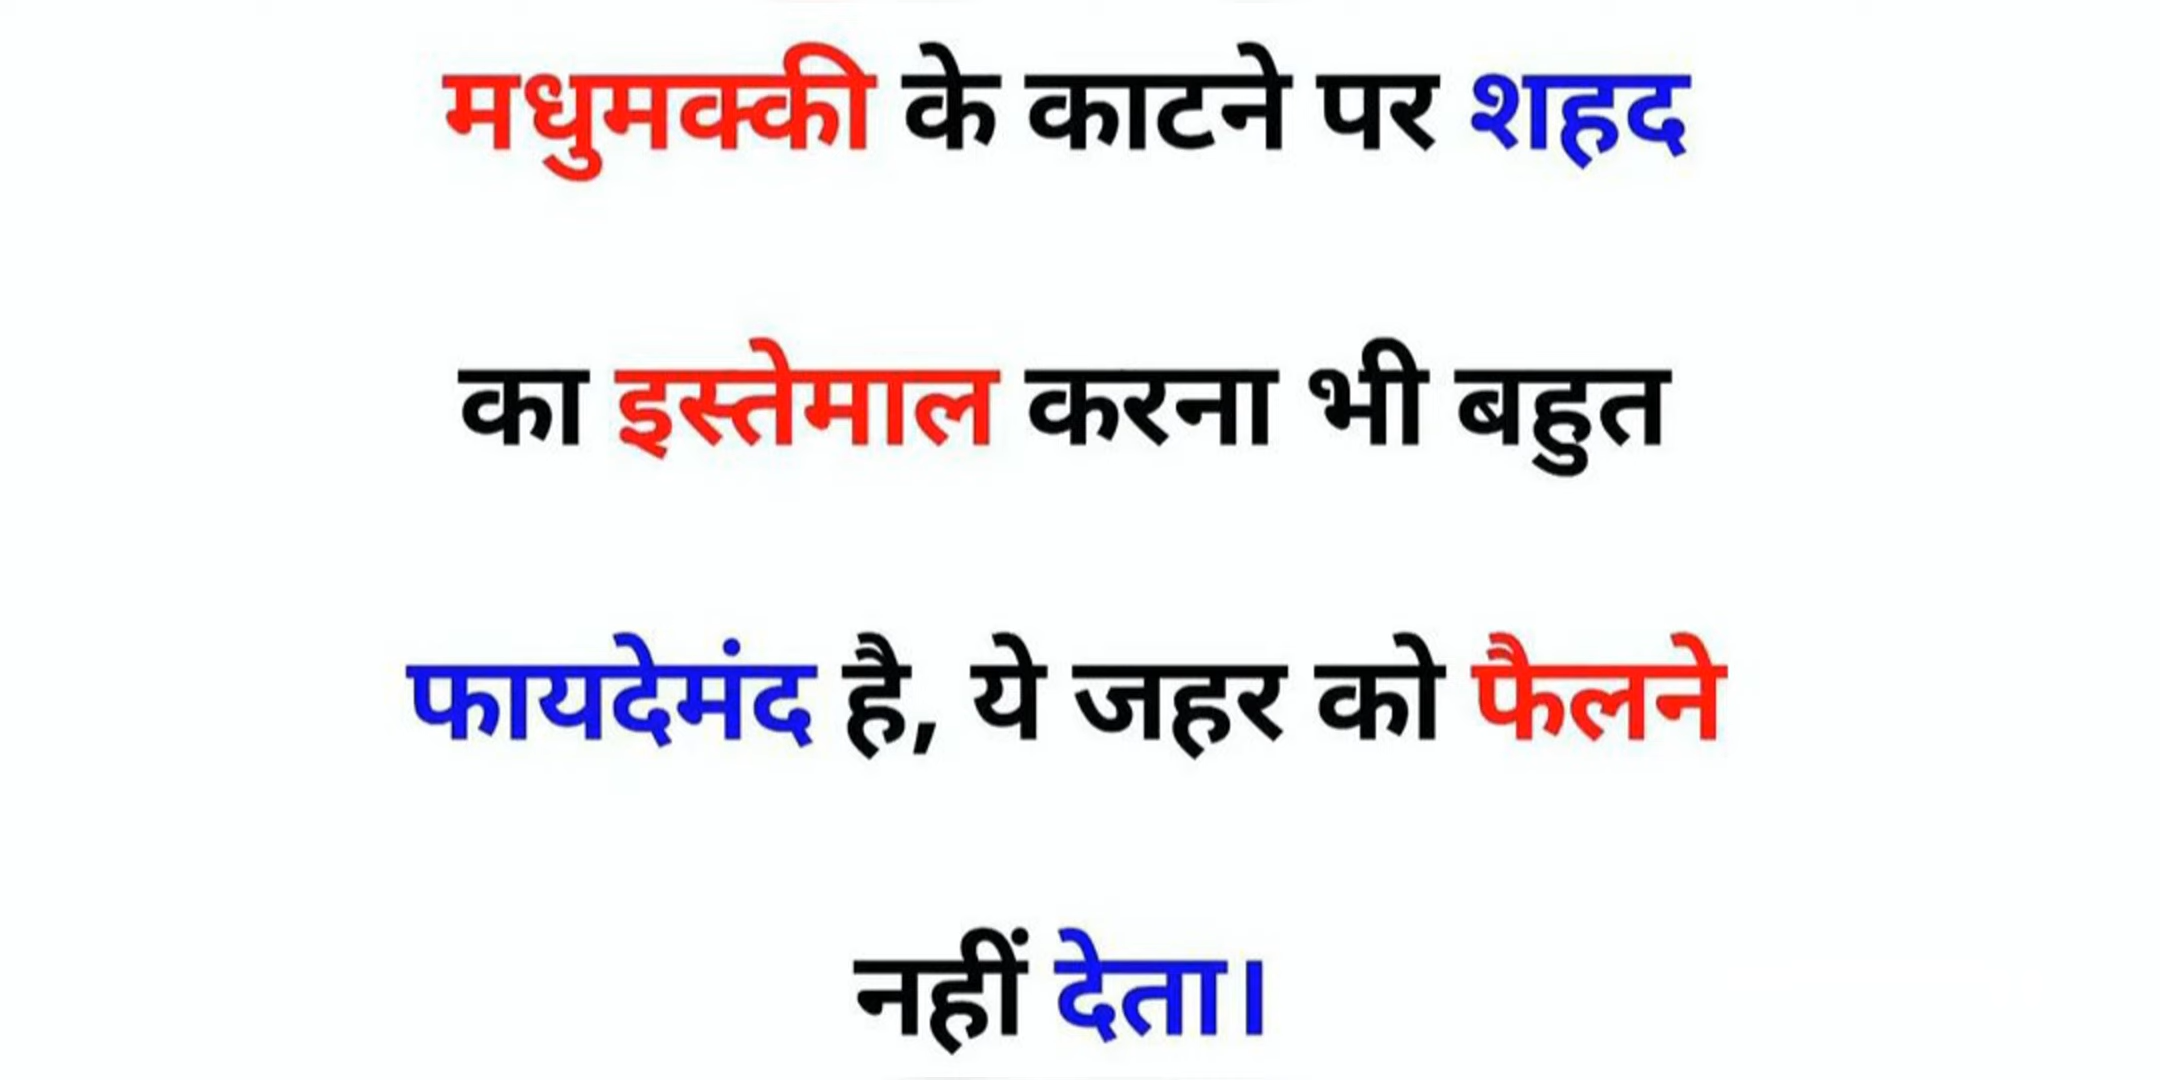 मधुमक्की के काटने पर शहद
का इस्तेमाल करना भी बहुत
फायदेमंद है, ये जहर को फैलने
नहीं देता।